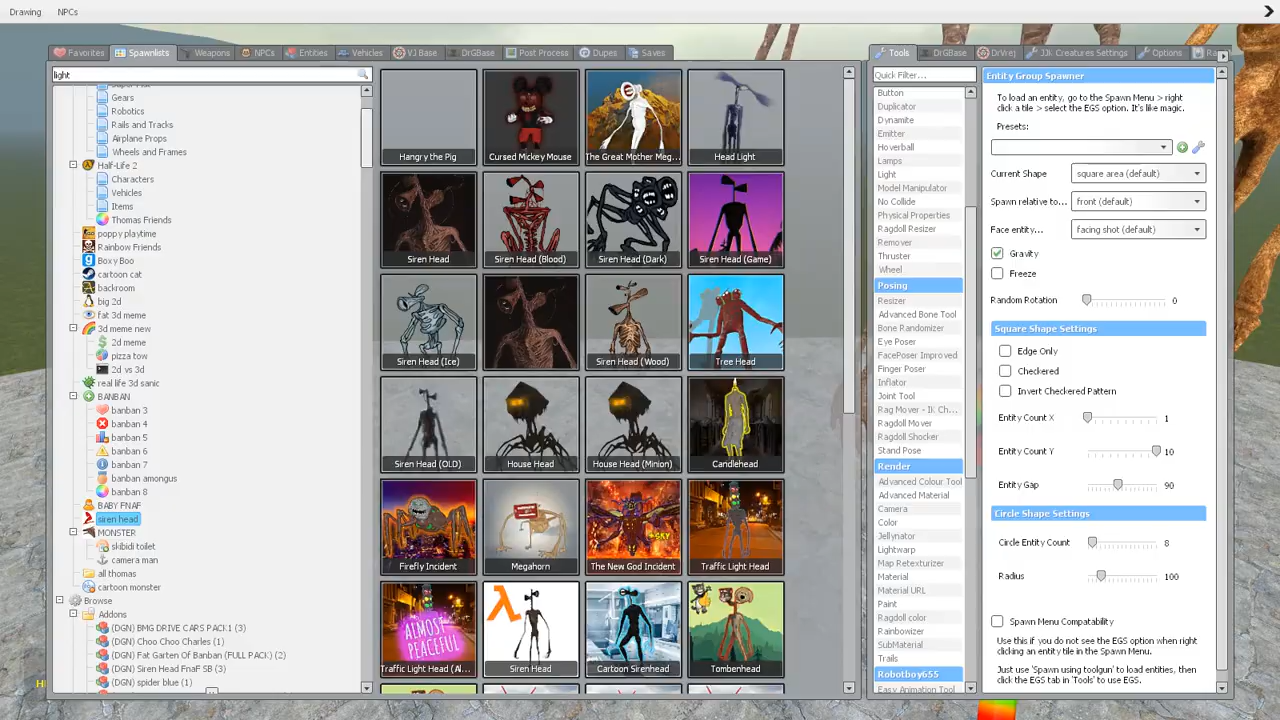 Drawing NPCs
Favorites Spawnlists Weapons NPCs Entities Vehicles VJ Base DrGBase Post Process Dupes Saves
light
Gears
Robotics
Rails and Tracks
Airplane Props
Wheels and Frames
Half-Life 2
Characters
Vehicles
Items
Thomas Friends
poppy playtime
Rainbow Friends
Boxy Boo
cartoon cat
backroom
big 2d
fat 3d meme
3d meme new
2d meme
pizza tow
2d vs 3d
real life 3d sanic
BANBAN
banban 3
banban 4
banban 5
banban 6
banban 7
banban amongus
banban 8
BABY FNAF
siren head
MONSTER
skibidi toilet
camera man
all thomas
cartoon monster
Browse
Addons
(DGN) BMG DRIVE CARS PACK1 (3)
(DGN) Choo Choo Charles (1)
(DGN) Fat Garten Of Banban (FULL PACK) (2)
(DGN) Siren Head FnaF SB (3)
(DGN) spider blue (1)
Hangry the Pig Cursed Mickey Mouse The Great Mother Meg... Head Light
Siren Head Siren Head (Blood) Siren Head (Dark) Siren Head (Game)
Siren Head (Ice) Siren Head (Wood) Tree Head
Siren Head (OLD) House Head House Head (Minion) Candlehead
Firefly Incident Megahorn The New God Incident Traffic Light Head
ALMOST PEACEFUL
Traffic Light Head (Al... Siren Head Cartoon Sirenhead Tombenhead
Tools DrGBase JJK Creatures Settings Options
Quick Filter...
Button
Duplicator
Dynamite
Emitter
Hoverball
Lamps
Light
Model Manipulator
No Collide
Physical Properties
Ragdoll Resizer
Remover
Thruster
Wheel
Posing
Resizer
Advanced Bone Tool
Bone Randomizer
Eye Poser
FacePoser Improved
Finger Poser
Inflator
Joint Tool
Rag Mover - IK Ch...
Ragdoll Mover
Ragdoll Shocker
Stand Pose
Render
Advanced Colour Tool
Advanced Material
Camera
Color
Jellynator
Lightwarp
Map Retexturizer
Material
Material URL
Paint
Ragdoll color
Rainbowizer
SubMaterial
Trails
Robotboy655
Easy Animation Tool
Entity Group Spawner
To load an entity, go to the Spawn Menu > right
click a tile > select the EGS option. It's like magic.
Presets:
Current Shape square area (default)
Spawn relative to... front (default)
Face entity... facing shot (default)
Gravity
Freeze
Random Rotation 0
Square Shape Settings
Edge Only
Checkered
Invert Checkered Pattern
Entity Count X 1
Entity Count Y 10
Entity Gap 90
Circle Shape Settings
Circle Entity Count 8
Radius 100
Spawn Menu Compatability
Use this if you do not see the EGS option when right
clicking an entity tile in the Spawn Menu.
Just use 'Spawn using toolgun' to load entities, then
click the EGS tab in 'Tools' to use EGS.